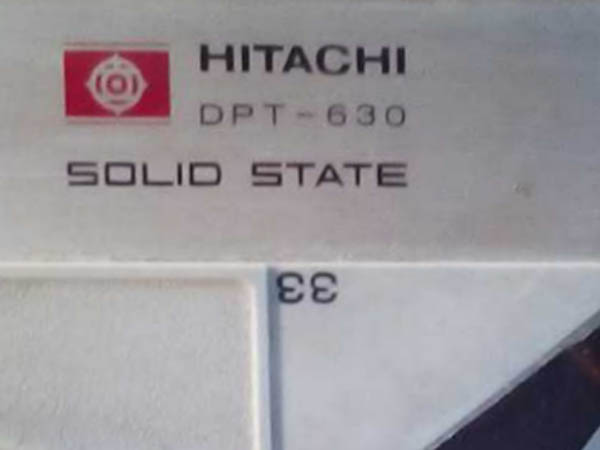 HITACHI
DPT-630
SOLID STATE
33